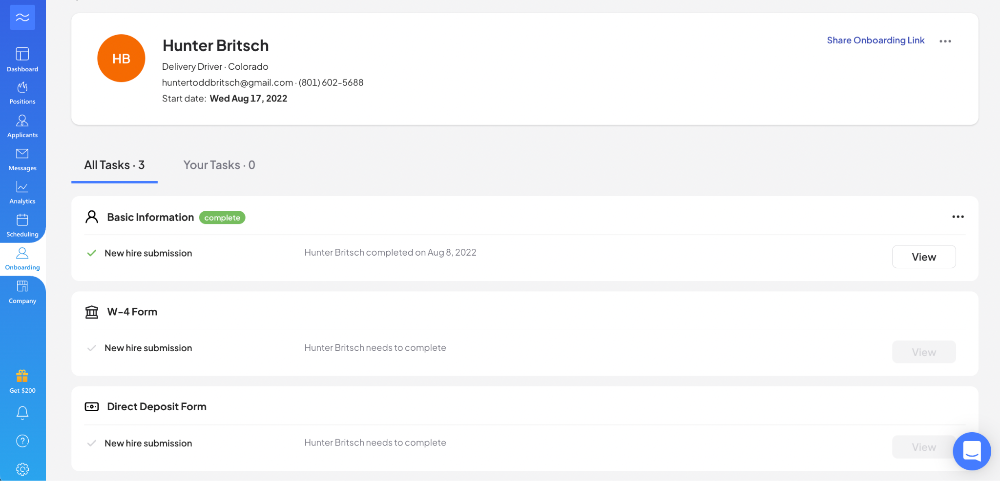 Dashboard
Positions
Applicants
Messages
Analytics
Scheduling
Onboarding
Company
Get $200
HB
Hunter Britsch
Share Onboarding Link
Delivery Driver · Colorado
huntertoddbritsch@gmail.com · (801) 602-5688
Start date: Wed Aug 17, 2022
All Tasks · 3
Your Tasks · 0
Basic Information complete
New hire submission
Hunter Britsch completed on Aug 8, 2022
View
W-4 Form
New hire submission
Hunter Britsch needs to complete
View
Direct Deposit Form
New hire submission
Hunter Britsch needs to complete
View